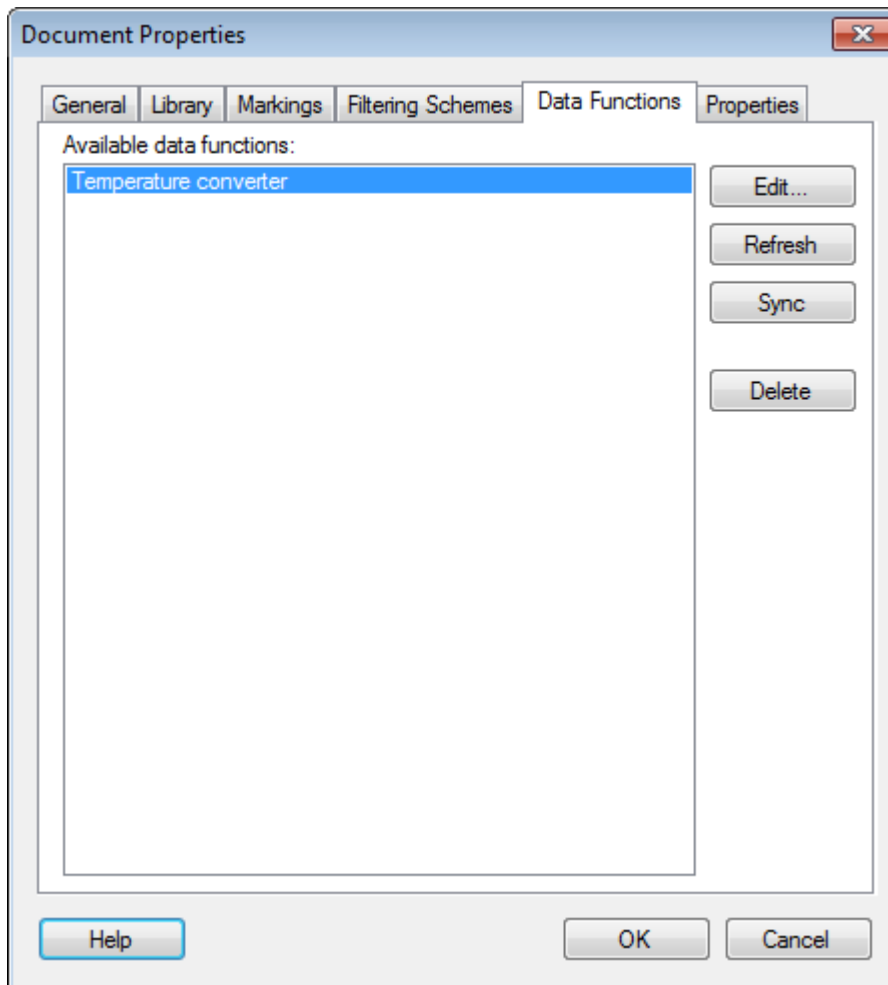 Document Properties
General Library Markings Filtering Schemes Data Functions Properties
Available data functions:
Temperature converter
Edit...
Refresh
Sync
Delete
Help OK Cancel